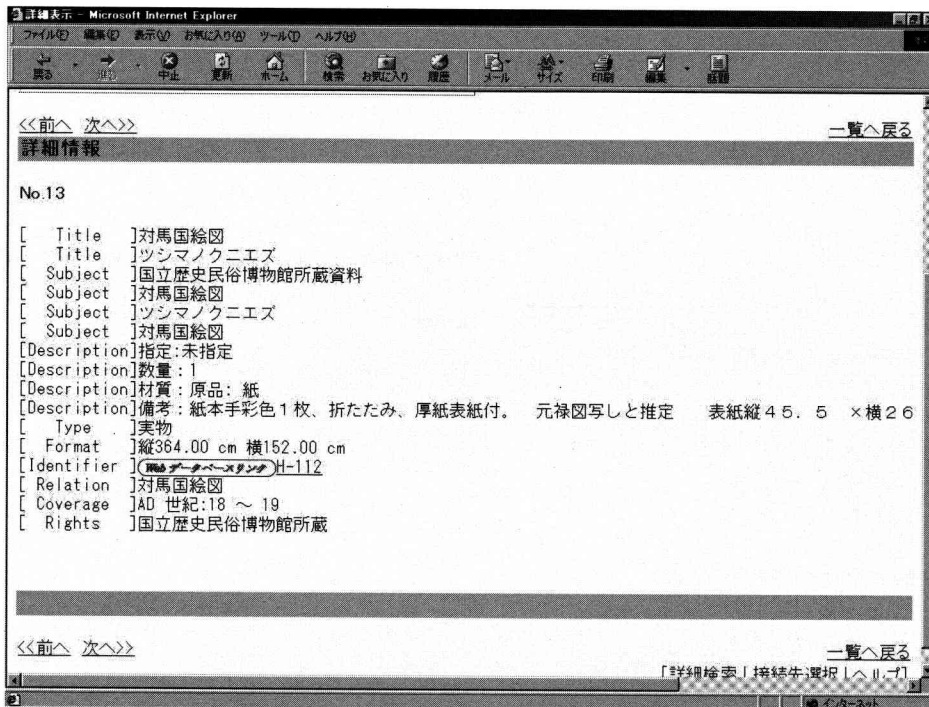 詳細表示 - Microsoft Internet Explorer
ファイル(F) 編集(E) 表示(V) お気に入り(A) ツール(T) ヘルプ(H)
戻る 進む 中止 更新 ホーム 検索 お気に入り 履歴 メール サイズ 印刷 編集
<<前へ 次へ>> 一覧へ戻る
詳細情報
No.13
[ Title ]対馬国絵図
[ Title ]ツシマノクニエズ
[ Subject ]国立歴史民俗博物館所蔵資料
[ Subject ]対馬国絵図
[ Subject ]ツシマノクニエズ
[ Subject ]対馬国絵図
[Description]指定:未指定
[Description]数量:1
[Description]材質:原品: 紙
[Description]備考:紙本手彩色1枚、折たたみ、厚紙表紙付。 元禄図写しと推定 表紙縦45.5 ×横26
[ Type ]実物
[ Format ]縦364.00 cm 横152.00 cm
[Identifier ](Webデータベースリンク)H-112
[ Relation ]対馬国絵図
[ Coverage ]AD 世紀:18 ~ 19
[ Rights ]国立歴史民俗博物館所蔵
<<前へ 次へ>> 一覧へ戻る
[詳細検索|接続先選択|ヘルプ]
インターネット